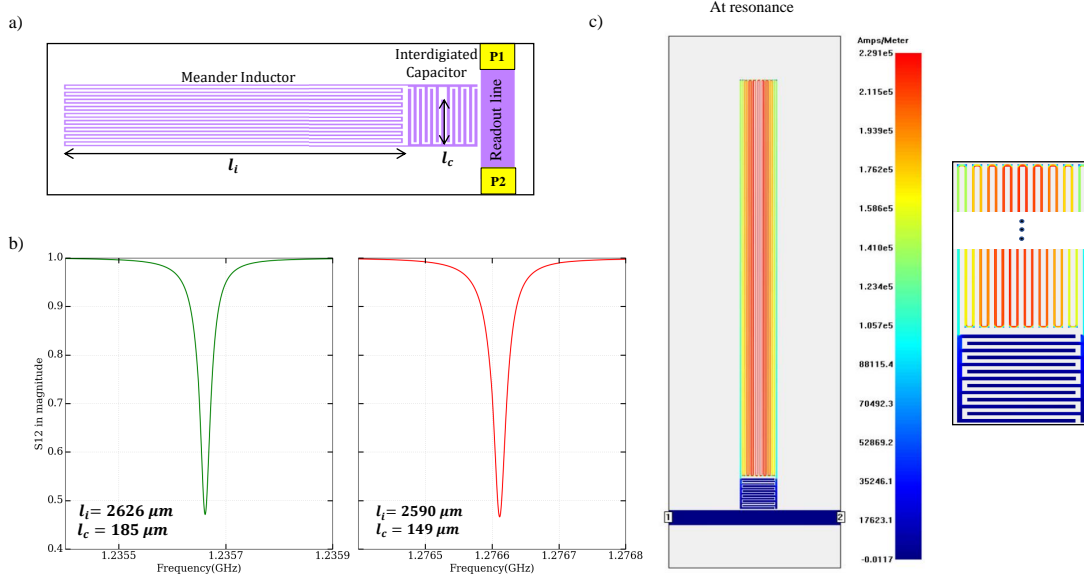 a)
Meander Inductor
Interdigiated
Capacitor
P1
Readout line
P2
l_i
l_c
b)
S12 in magnitude
1.0
0.9
0.8
0.7
0.6
0.5
0.4
l_i= 2626 μm
l_c = 185 μm
1.2355
1.2357
1.2359
Frequency(GHz)
l_i=2590 μm
l_c = 149 μm
1.2765
1.2766
1.2767
1.2768
Frequency(GHz)
c)
At resonance
Amps/Meter
2.291e5
2.115e5
1.939e5
1.762e5
1.586e5
1.410e5
1.234e5
1.057e5
88115.4
70492.3
52869.2
35246.1
17623.1
-0.0117
1
2